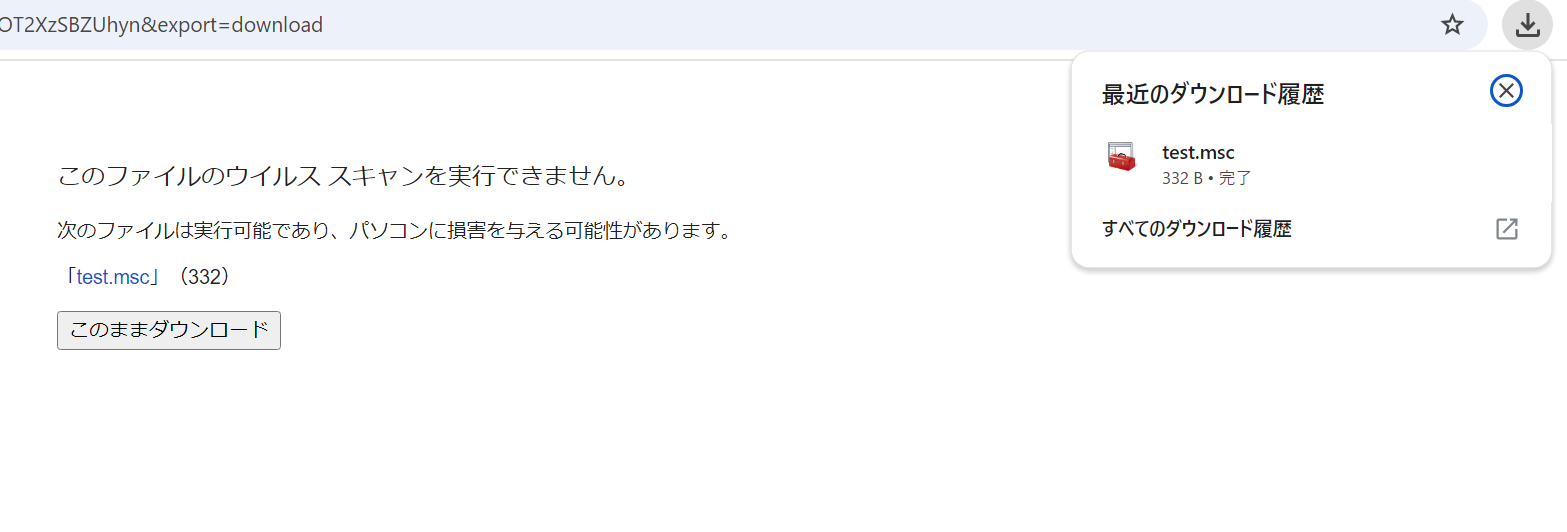 OT2XzSBZUhyn&export=download
最近のダウンロード履歴
test.msc
332 B • 完了
すべてのダウンロード履歴
このファイルのウイルス スキャンを実行できません。
次のファイルは実行可能であり、パソコンに損害を与える可能性があります。
「test.msc」（332）
このままダウンロード